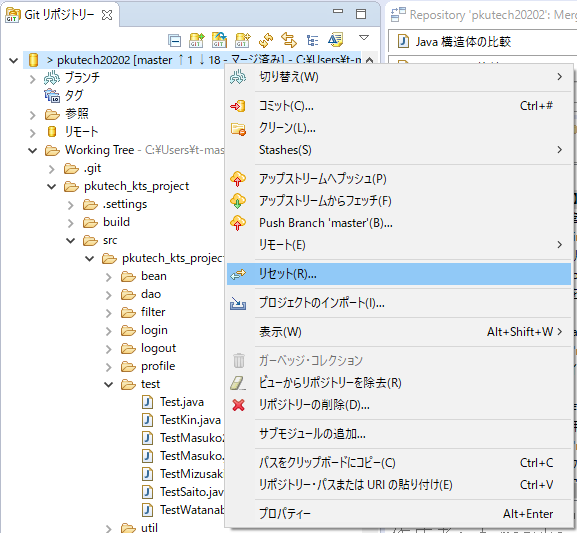 Git リポジトリー
Repository 'pkutech20202': Merg
Java 構造体の比較
> pkutech20202 [master ↑1 ↓18 - マージ済み] - C:¥Users¥t-m
ブランチ
タグ
参照
リモート
Working Tree - C:¥Users¥t-mas
.git
pkutech_kts_project
.settings
build
src
pkutech_kts_project
bean
dao
filter
login
logout
profile
test
Test.java
TestKin.java
TestMasuko2
TestMasuko.
TestMizusak
TestSaito.jav
TestWatanab
util
切り替え(W)
コミット(C)... Ctrl+#
クリーン(L)...
Stashes(S)
アップストリームへプッシュ(P)
アップストリームからフェッチ(F)
Push Branch 'master'(B)...
リモート(E)
リセット(R)...
プロジェクトのインポート(I)...
表示(W) Alt+Shift+W
ガーベッジ・コレクション
ビューからリポジトリーを除去(R)
リポジトリーの削除(D)...
サブモジュールの追加...
パスをクリップボードにコピー(C) Ctrl+C
リポジトリー・パスまたは URI の貼り付け(E) Ctrl+V
プロパティー Alt+Enter